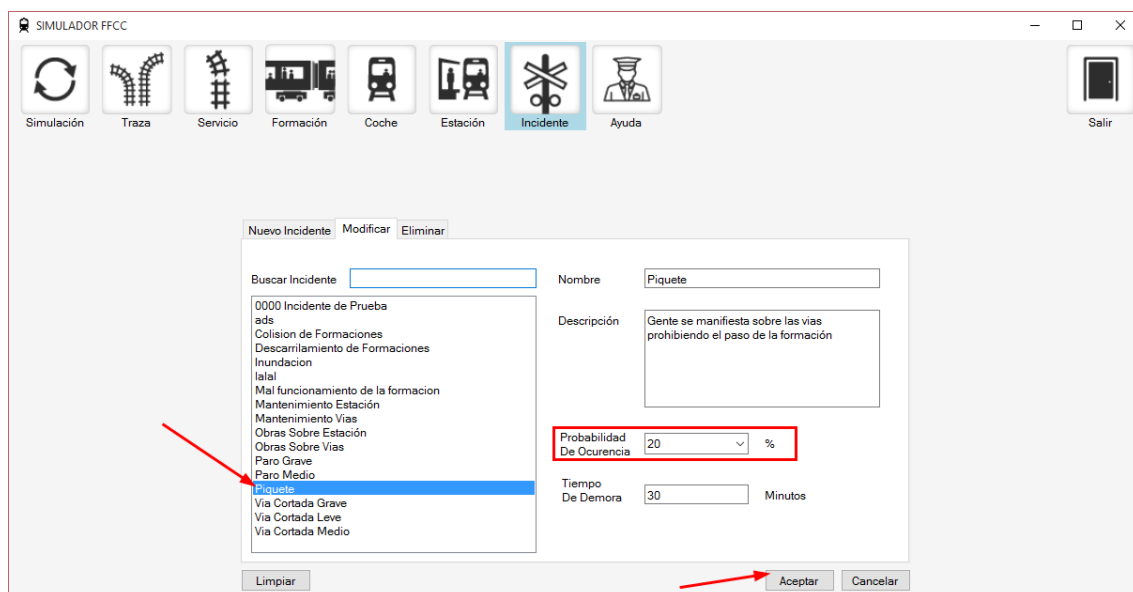 SIMULADOR FFCC
Simulación
Traza
Servicio
Formación
Coche
Estación
Incidente
Ayuda
Salir
Nuevo Incidente
Modificar
Eliminar
Buscar Incidente
0000 Incidente de Prueba
ads
Colision de Formaciones
Descarrilamiento de Formaciones
Inundacion
lalal
Mal funcionamiento de la formacion
Mantenimiento Estación
Mantenimiento Vias
Obras Sobre Estación
Obras Sobre Vias
Paro Grave
Paro Medio
Piquete
Via Cortada Grave
Via Cortada Leve
Via Cortada Medio
Nombre
Piquete
Descripción
Gente se manifiesta sobre las vias
prohibiendo el paso de la formación
Probabilidad
De Ocurencia
20
%
Tiempo
De Demora
30
Minutos
Limpiar
Aceptar
Cancelar